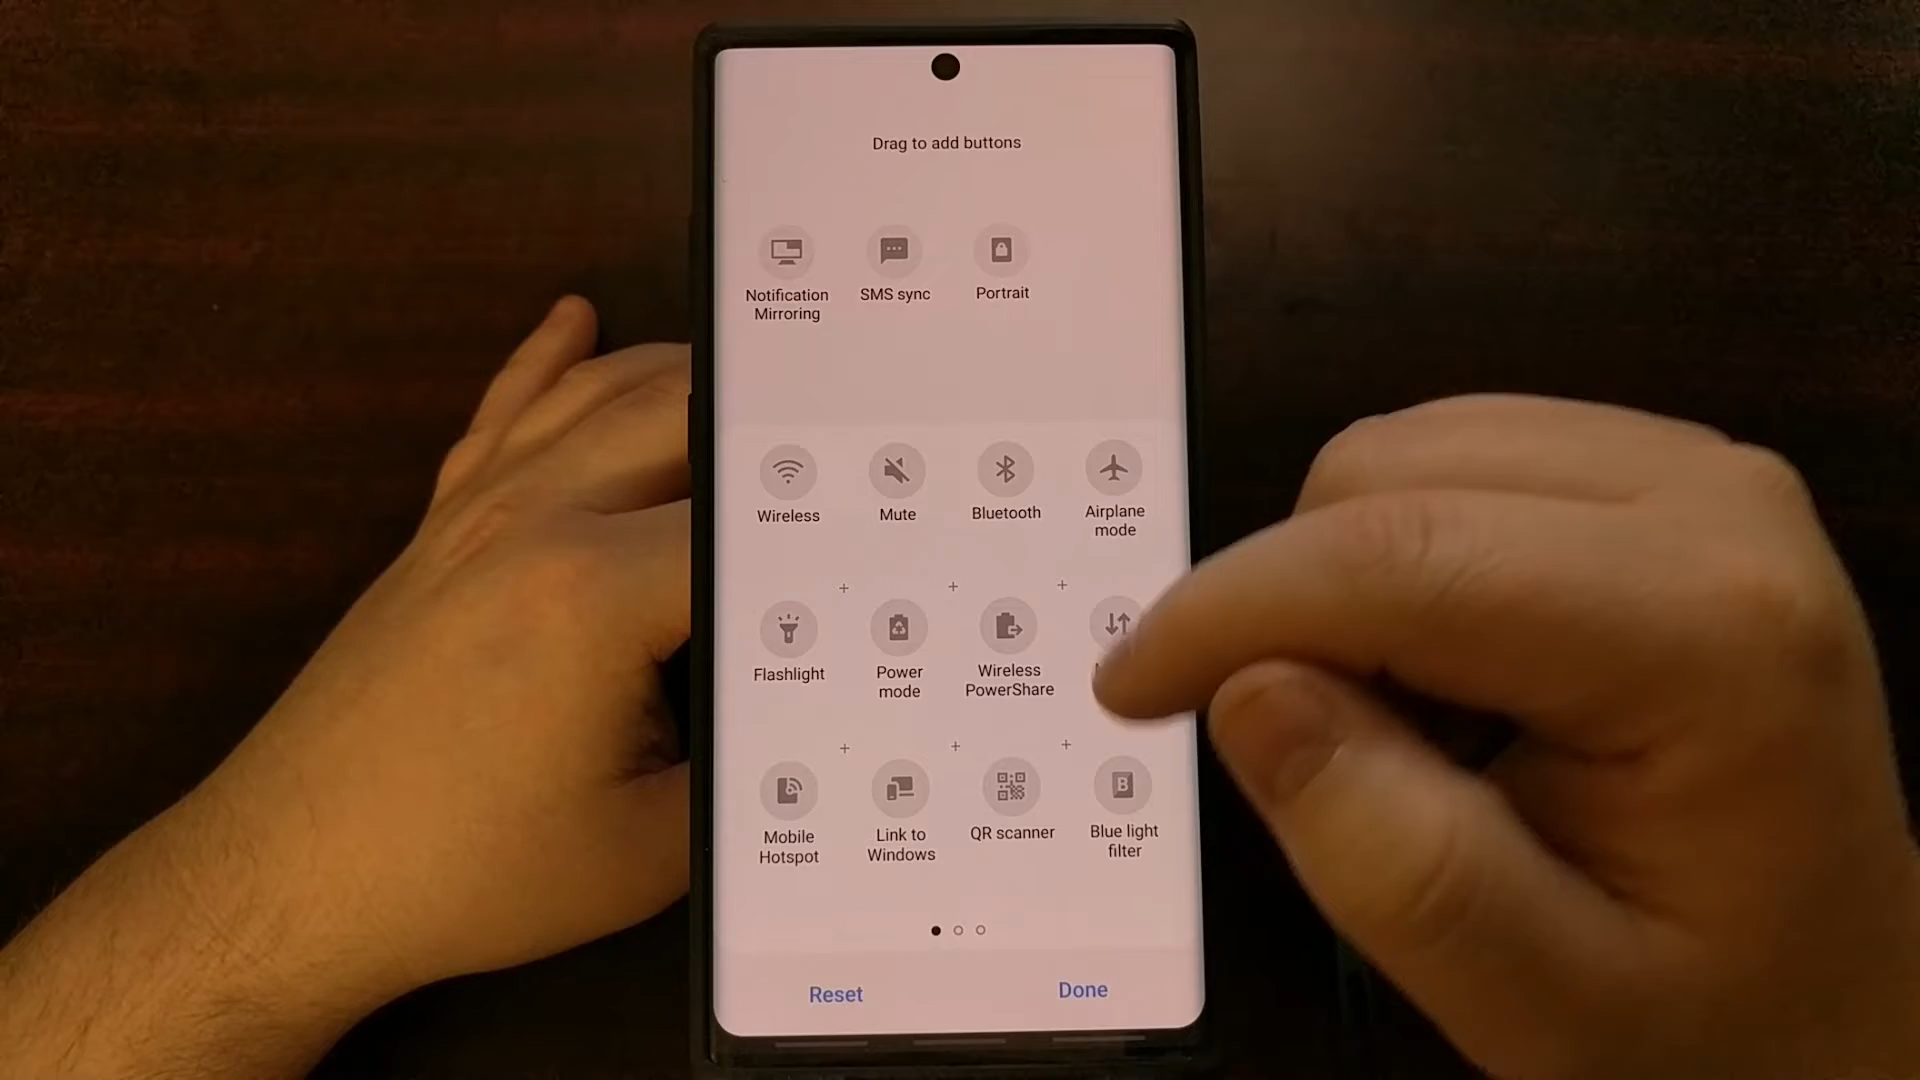 Drag to add buttons
Notification
Mirroring
SMS sync
Portrait
Wireless
Mute
Bluetooth
Airplane
mode
Flashlight
Power
mode
Wireless
PowerShare
Mobile
Hotspot
Link to
Windows
QR scanner
Blue light
filter
Reset
Done